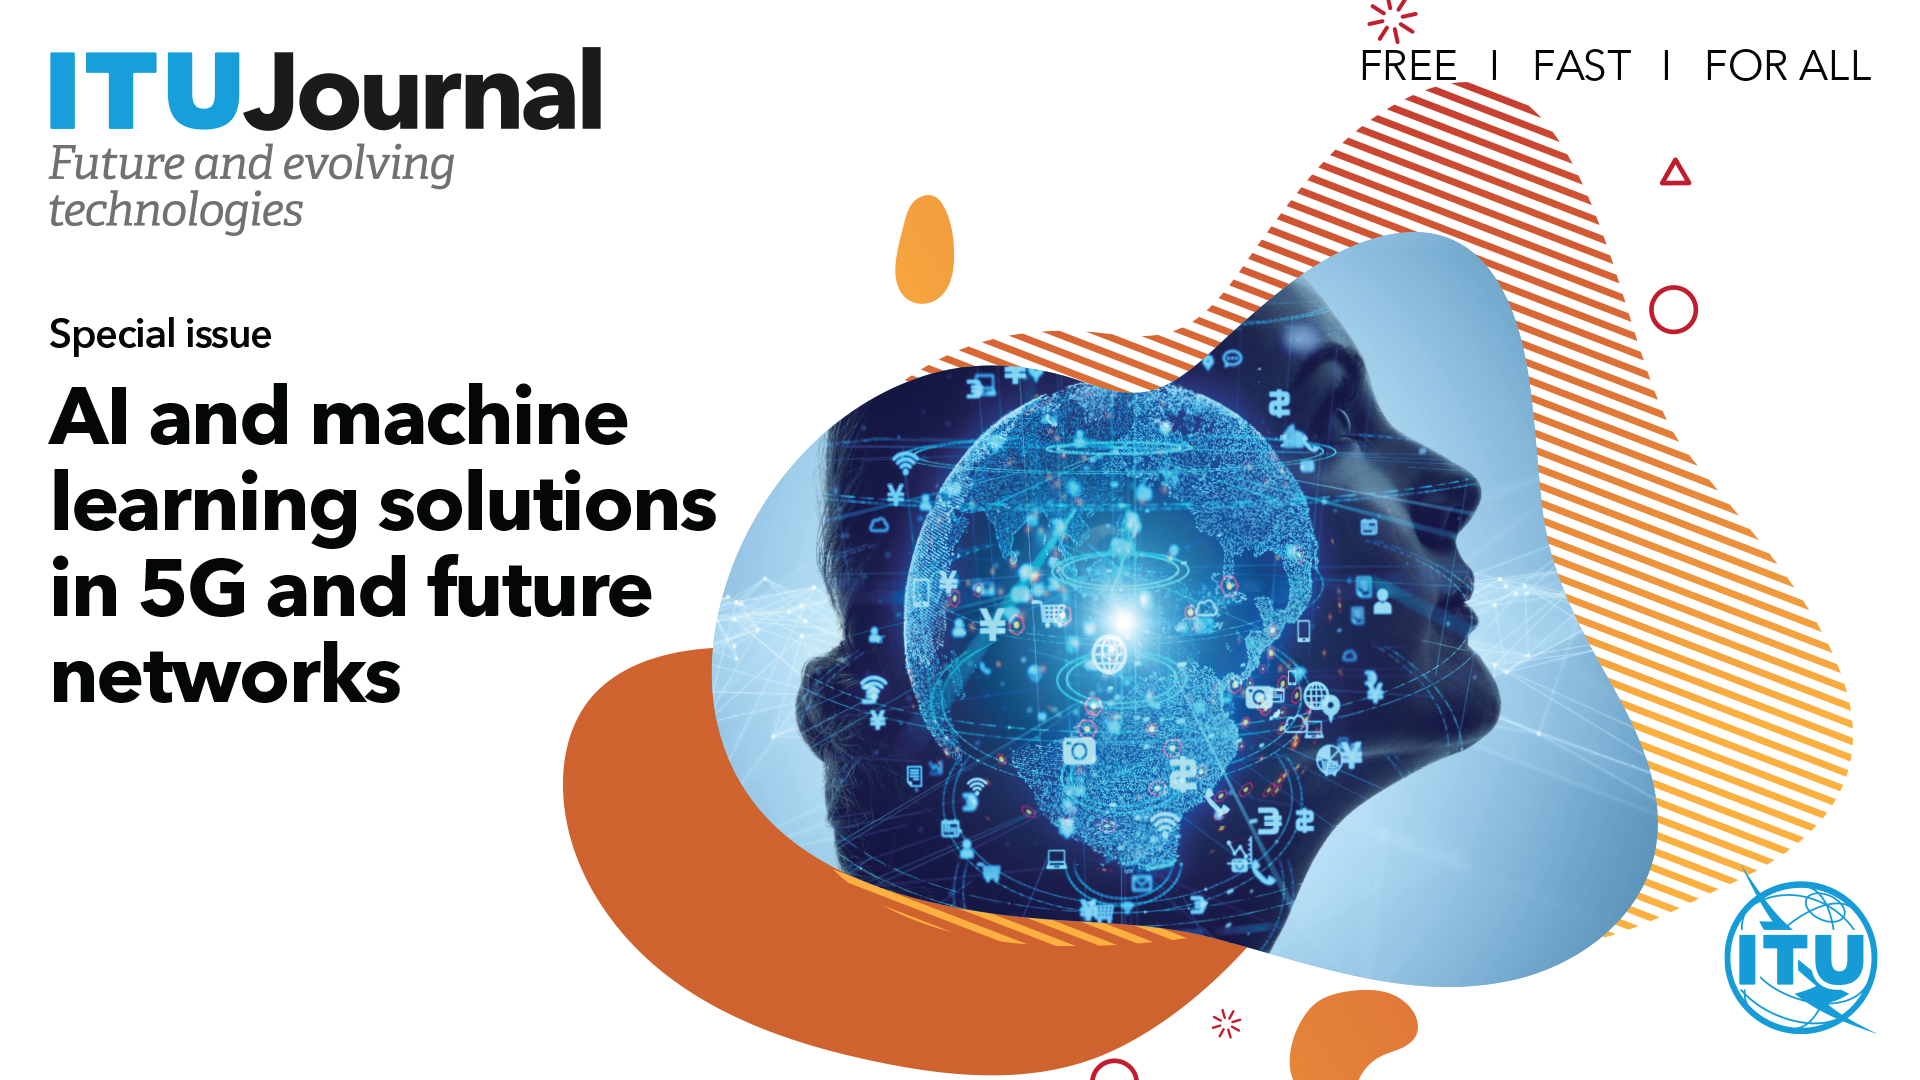 ITUJournal
Future and evolving
technologies
FREE I FAST I FOR ALL
Special issue
AI and machine
learning solutions
in 5G and future
networks
ITU